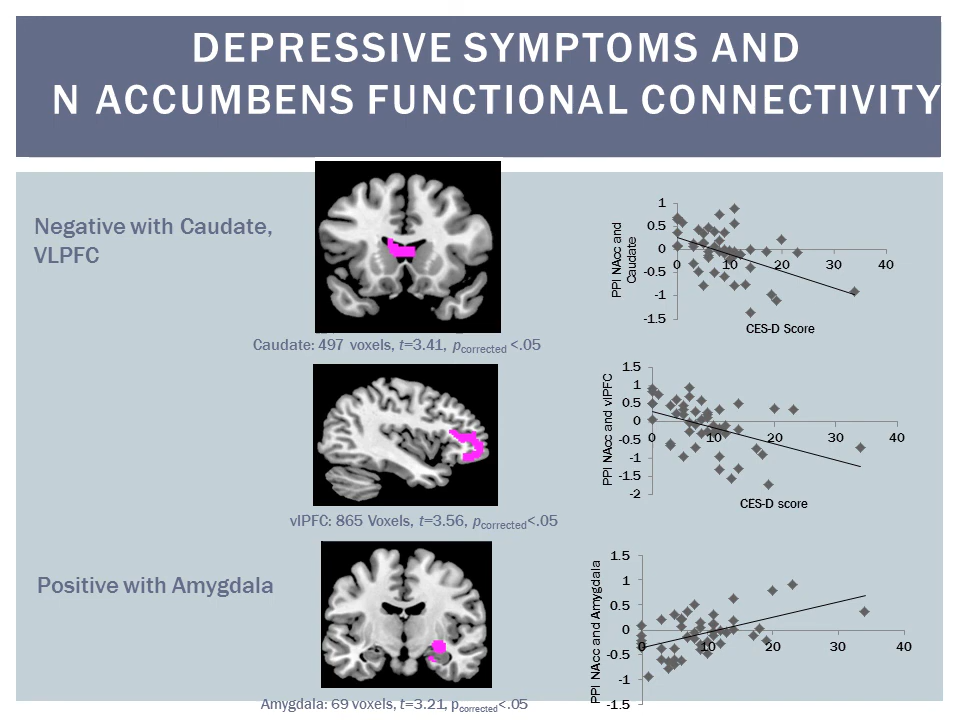 DEPRESSIVE SYMPTOMS AND
N ACCUMBENS FUNCTIONAL CONNECTIVITY
Negative with Caudate,
VLPFC
Caudate: 497 voxels, t=3.41, pcorrected <.05
PPI NAcc and
Caudate
1
0.5
0
-0.5
-1
-1.5
0 10 20 30 40
CES-D Score
vlPFC: 865 Voxels, t=3.56, pcorrected<.05
PPI NAcc and vlPFC
1.5
1
0.5
0
-0.5
-1
-1.5
-2
0 10 20 30 40
CES-D score
Positive with Amygdala
Amygdala: 69 voxels, t=3.21, pcorrected<.05
PPI NAcc and Amygdala
1.5
1
0.5
0
-0.5
-1
-1.5
0 10 20 30 40